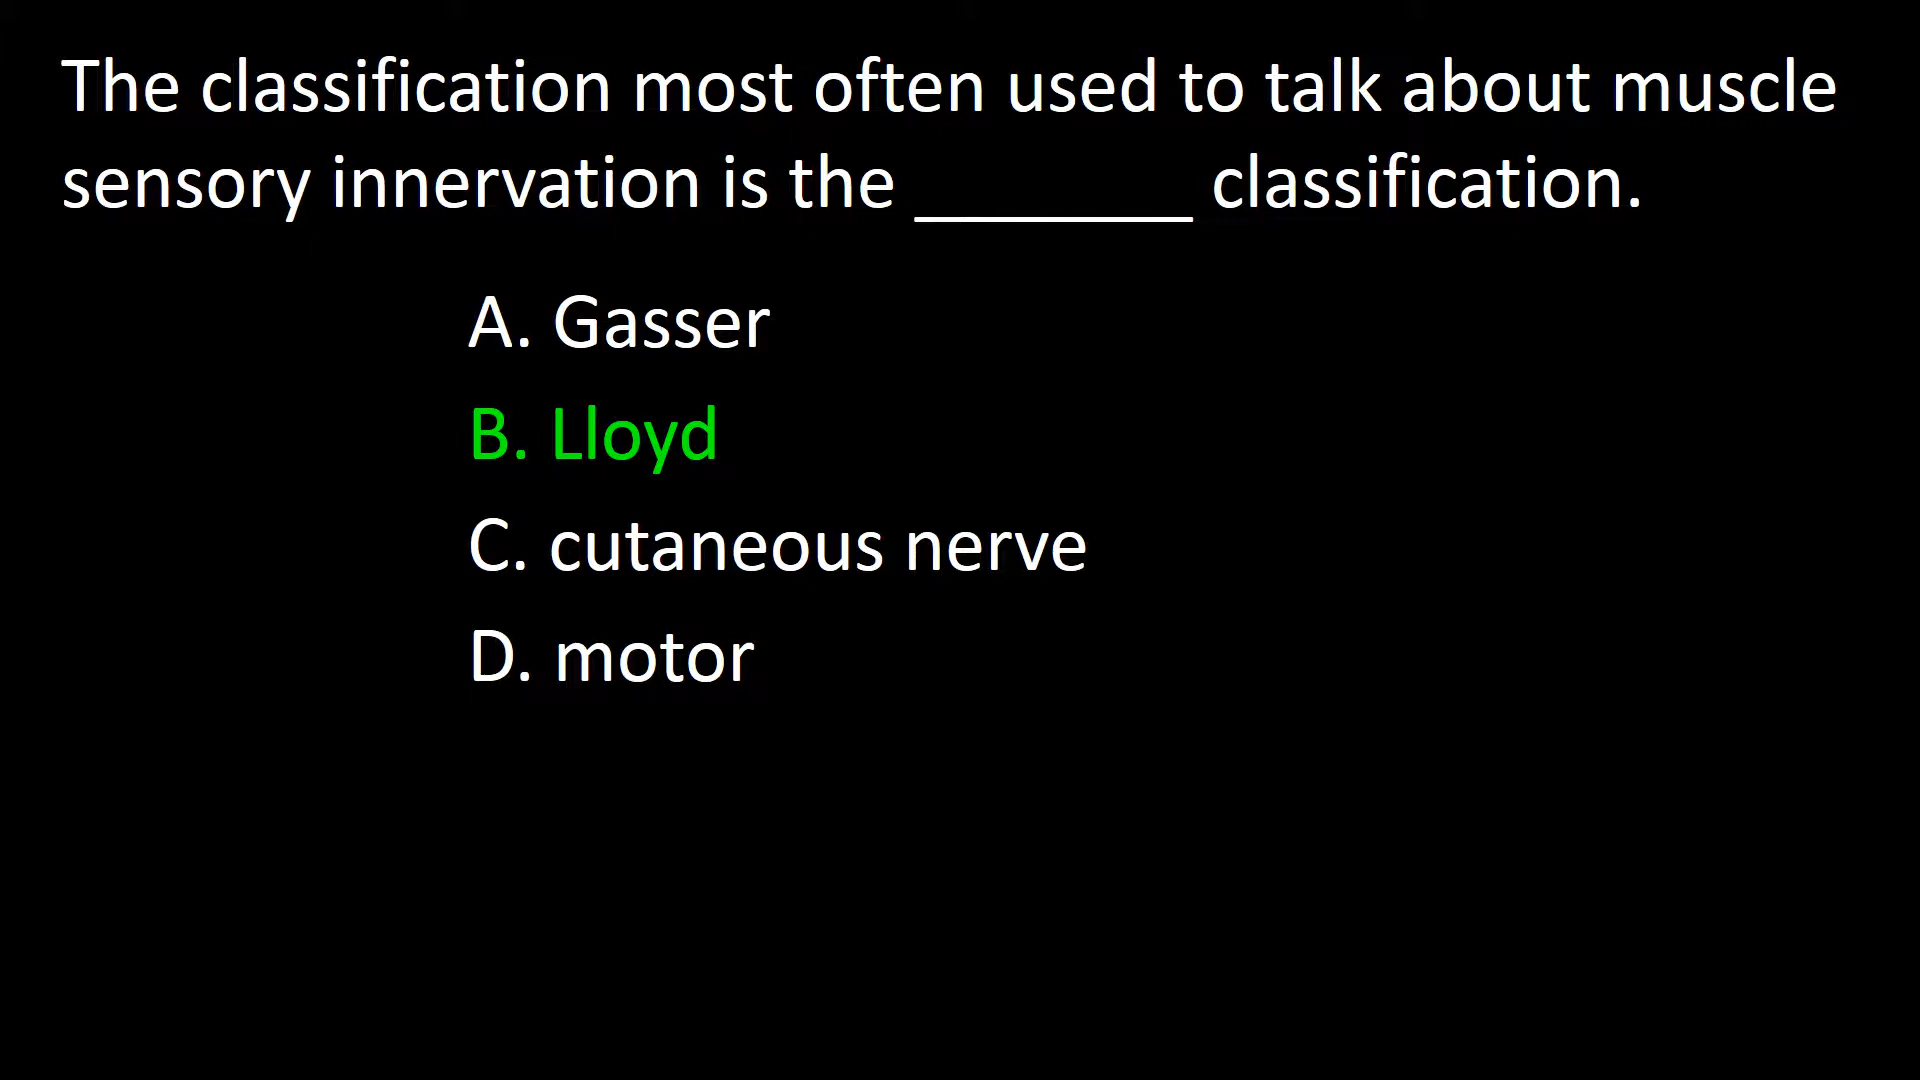 The classification most often used to talk about muscle
sensory innervation is the ________ classification.
A. Gasser
B. Lloyd
C. cutaneous nerve
D. motor